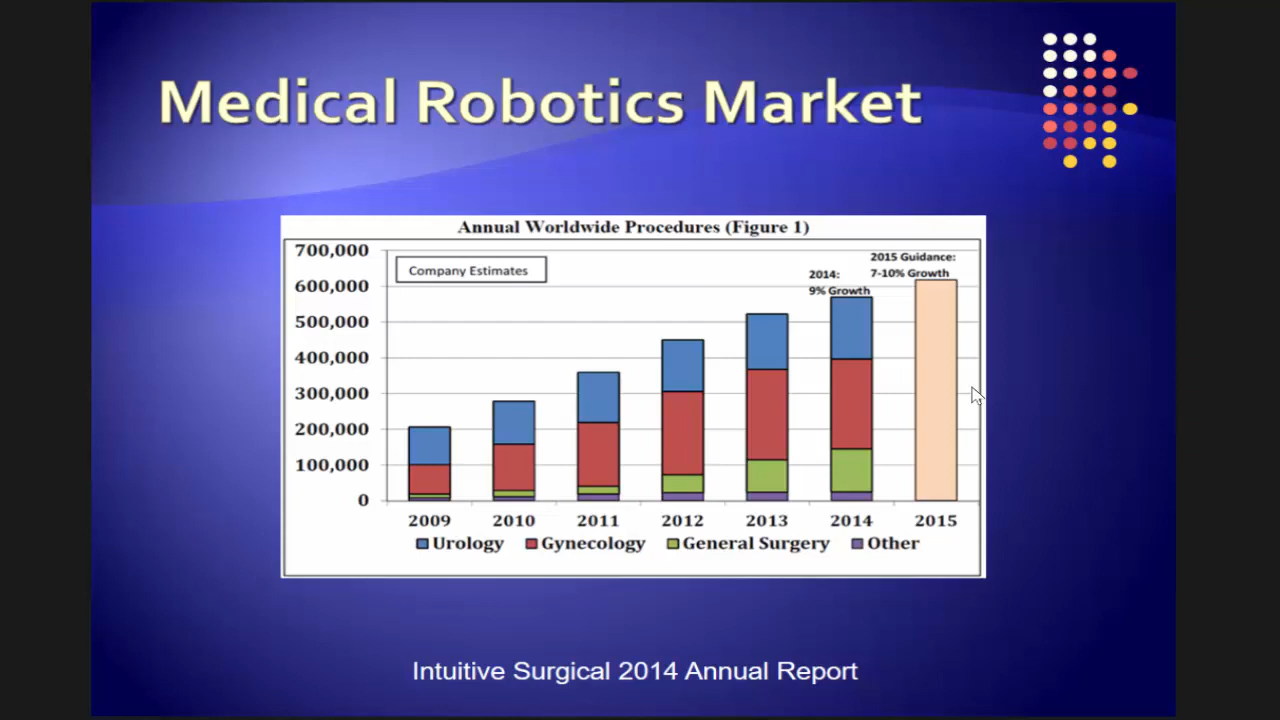 Medical Robotics Market
Annual Worldwide Procedures (Figure 1)
700,000
600,000
500,000
400,000
300,000
200,000
100,000
0
Company Estimates
2014:
9% Growth
2015 Guidance:
7-10% Growth
2009 2010 2011 2012 2013 2014 2015
Urology Gynecology General Surgery Other
Intuitive Surgical 2014 Annual Report